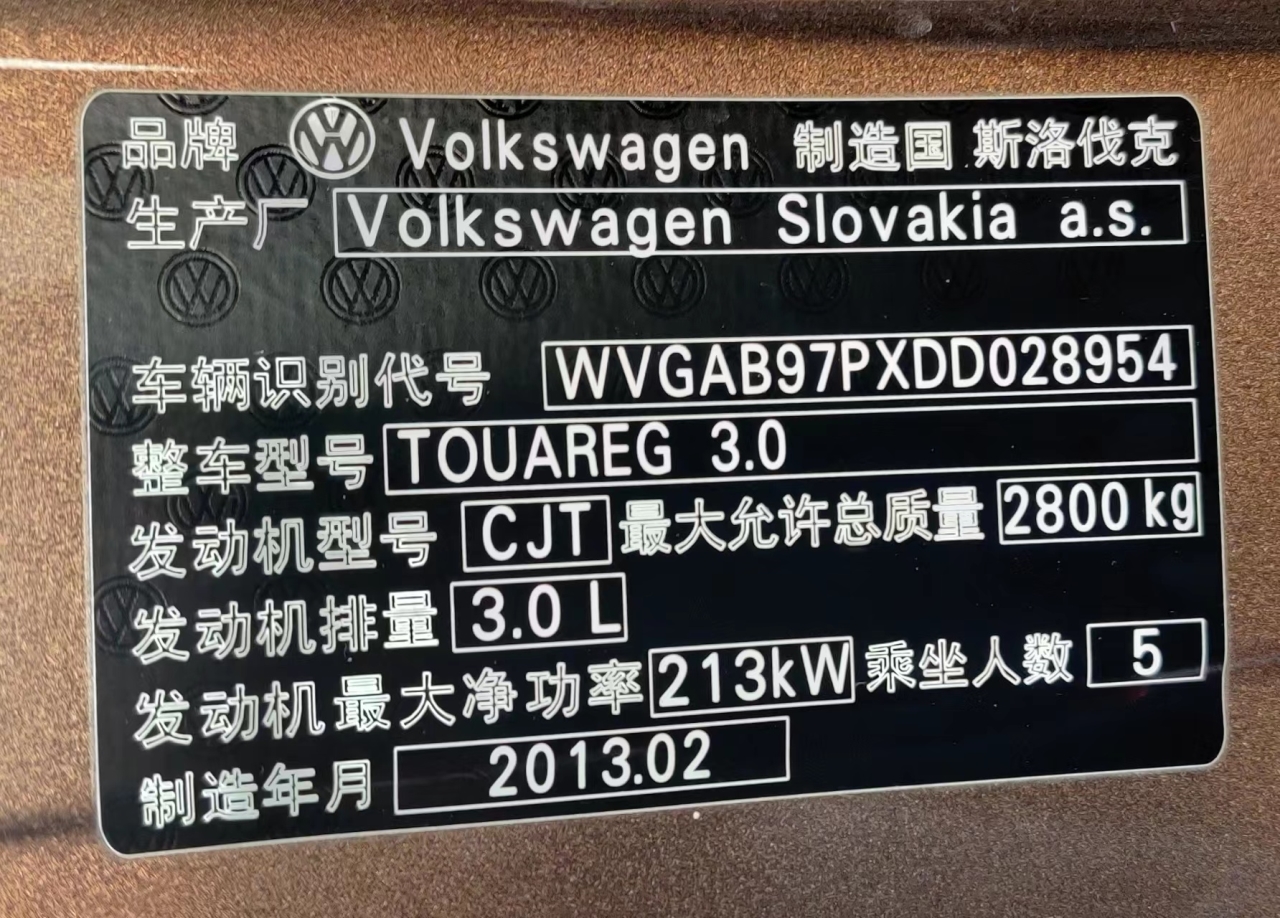 品牌 Volkswagen 制造国 斯洛伐克
生产厂 Volkswagen Slovakia a.s.
车辆识别代号 WVGAB97PXDD028954
整车型号 TOUAREG 3.0
发动机型号 CJT 最大允许总质量 2800 kg
发动机排量 3.0 L
发动机最大净功率 213kW 乘坐人数 5
制造年月 2013.02